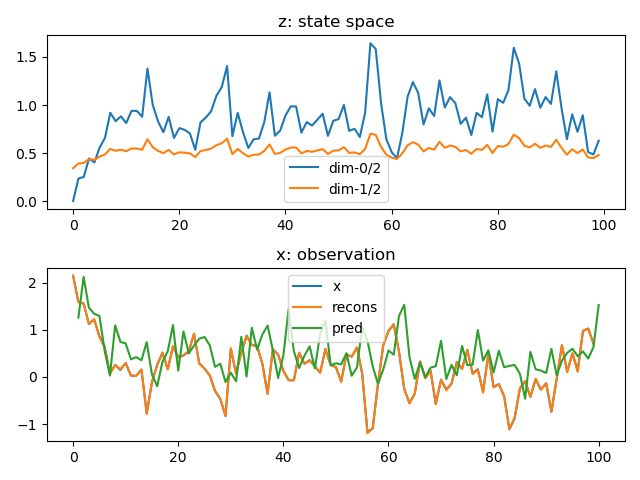 z: state space
1.5
1.0
0.5
0.0
dim-0/2
dim-1/2
0 20 40 60 80 100
x: observation
2
1
0
−1
x
recons
pred
0 20 40 60 80 100